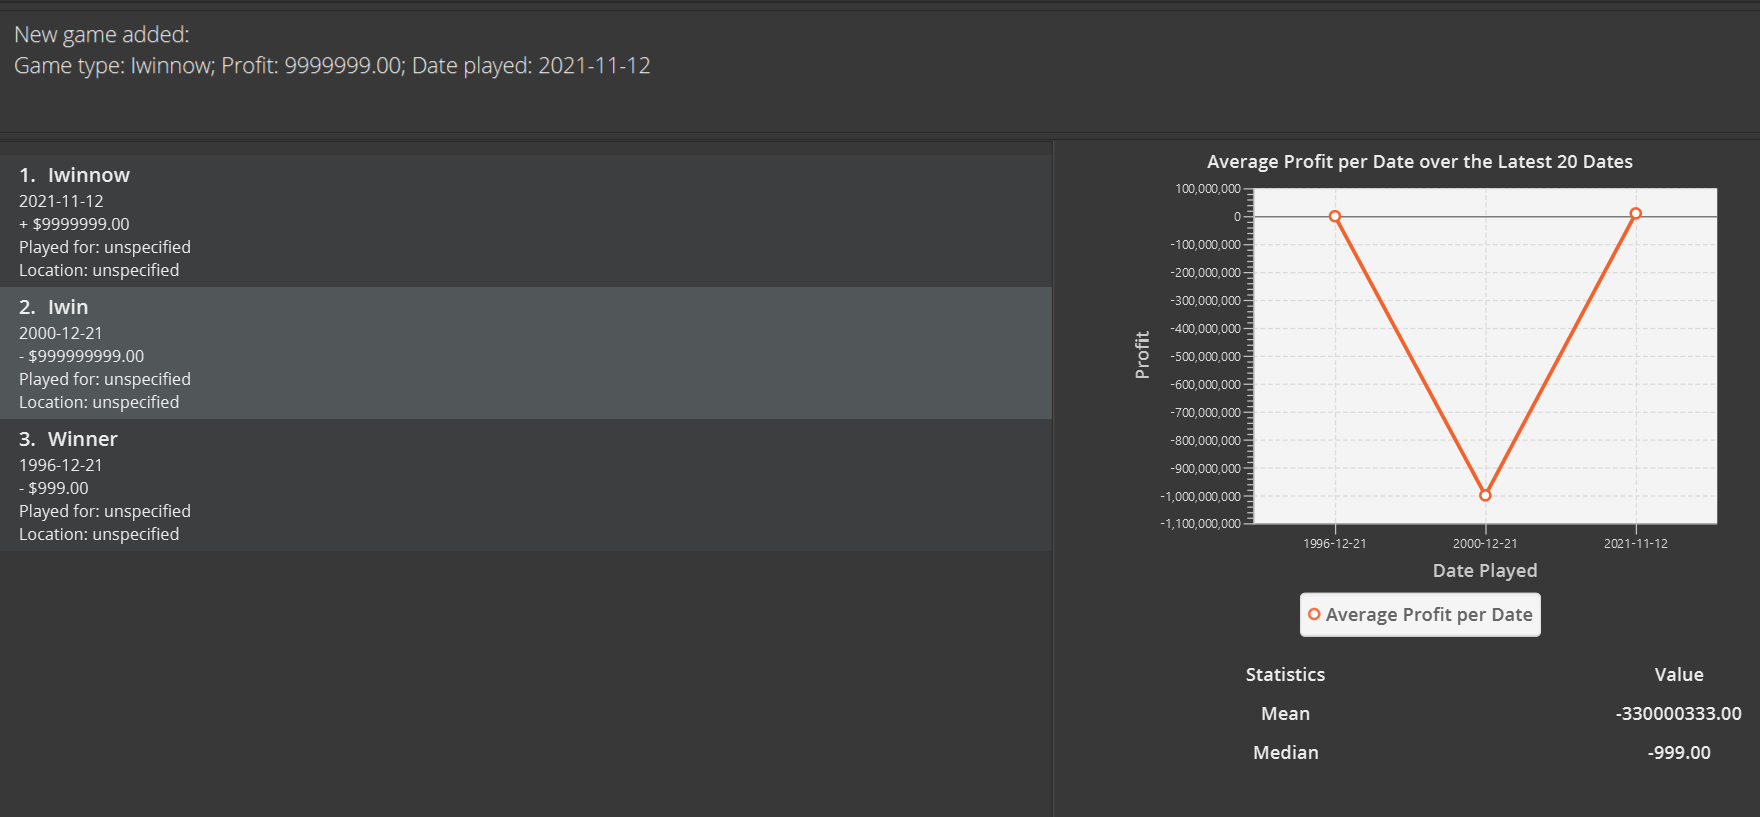 New game added:
Game type: Iwinnow; Profit: 9999999.00; Date played: 2021-11-12
1. Iwinnow
2021-11-12
+ $9999999.00
Played for: unspecified
Location: unspecified
2. Iwin
2000-12-21
- $999999999.00
Played for: unspecified
Location: unspecified
3. Winner
1996-12-21
- $999.00
Played for: unspecified
Location: unspecified
Average Profit per Date over the Latest 20 Dates
100,000,000
0
-100,000,000
-200,000,000
-300,000,000
-400,000,000
-500,000,000
-600,000,000
-700,000,000
-800,000,000
-900,000,000
-1,000,000,000
-1,100,000,000
Profit
1996-12-21 2000-12-21 2021-11-12
Date Played
Average Profit per Date
Statistics Value
Mean -330000333.00
Median -999.00